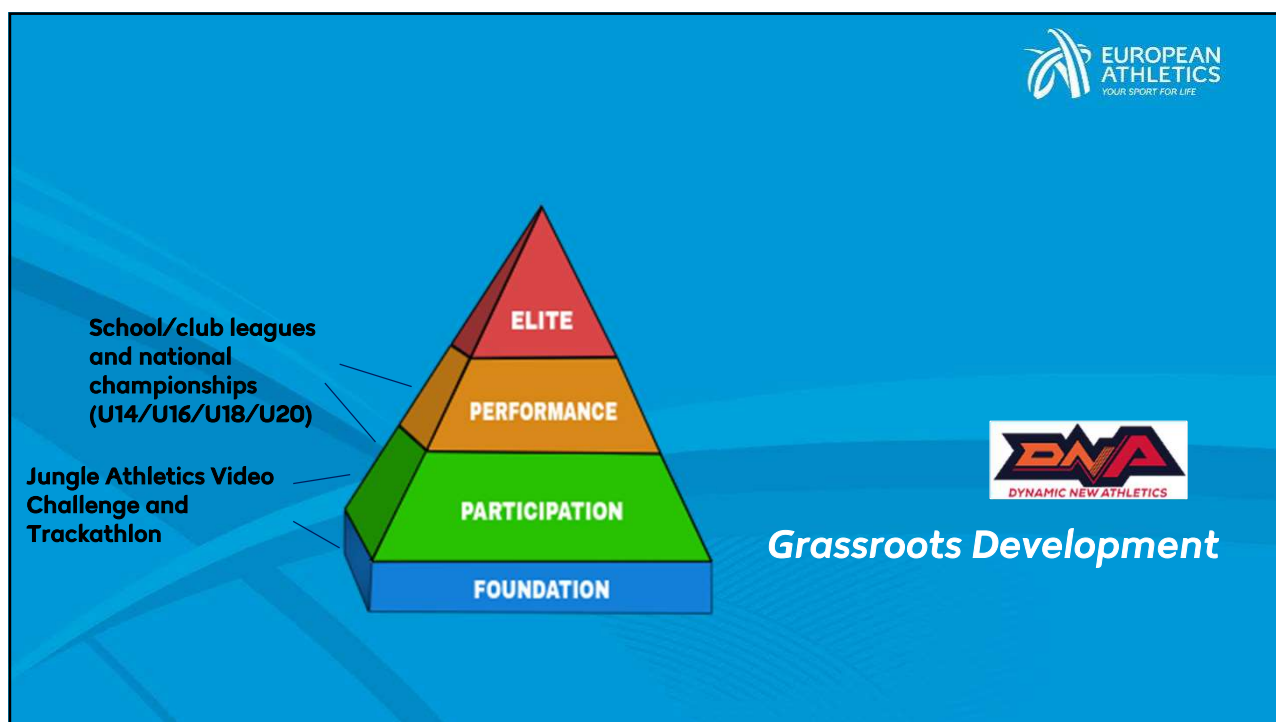 EUROPEAN
ATHLETICS
YOUR SPORT FOR LIFE
ELITE
School/club leagues
and national
championships
(U14/U16/U18/U20)
PERFORMANCE
Jungle Athletics Video
Challenge and
Trackathlon
PARTICIPATION
FOUNDATION
DNA
DYNAMIC NEW ATHLETICS
Grassroots Development